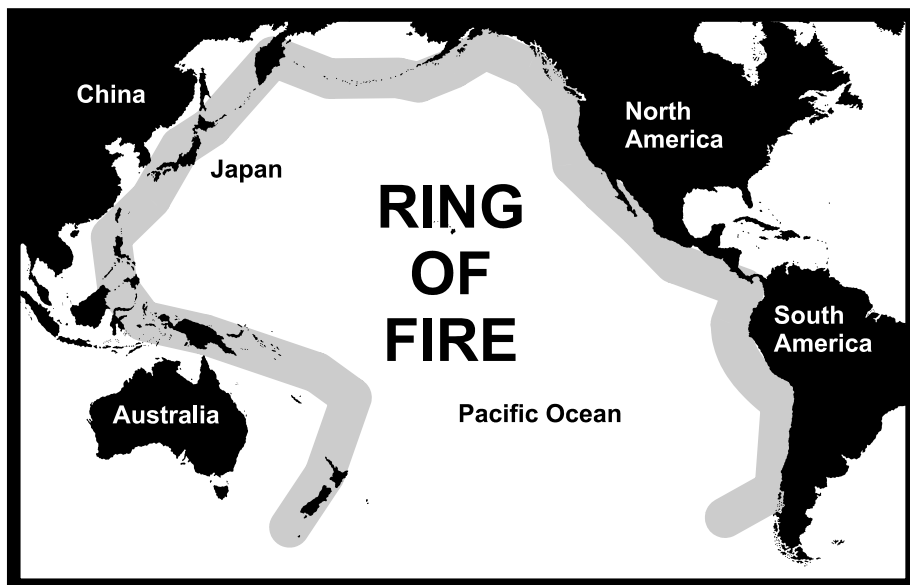 China
North
America
Japan
RING
OF
FIRE
South
America
Australia
Pacific Ocean